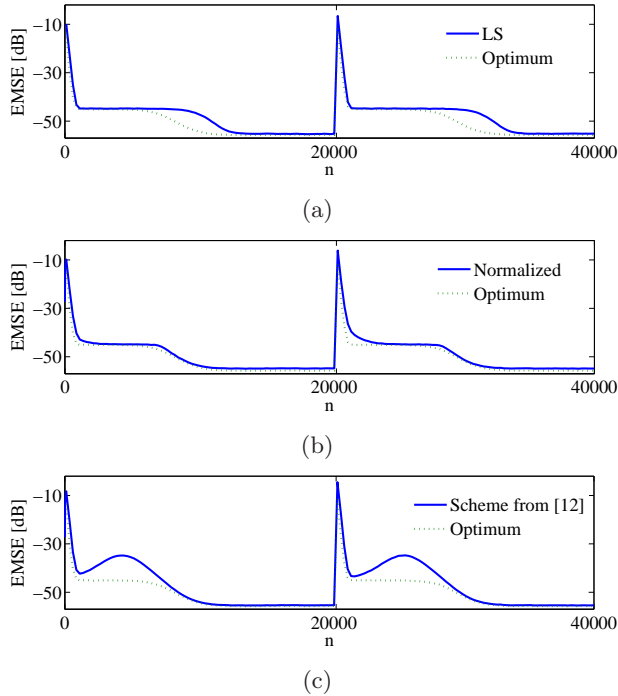 EMSE [dB]
−10
−30
−50
LS
Optimum
0
20000
40000
n
(a)
EMSE [dB]
−10
−30
−50
Normalized
Optimum
0
20000
40000
n
(b)
EMSE [dB]
−10
−30
−50
Scheme from [12]
Optimum
0
20000
40000
n
(c)